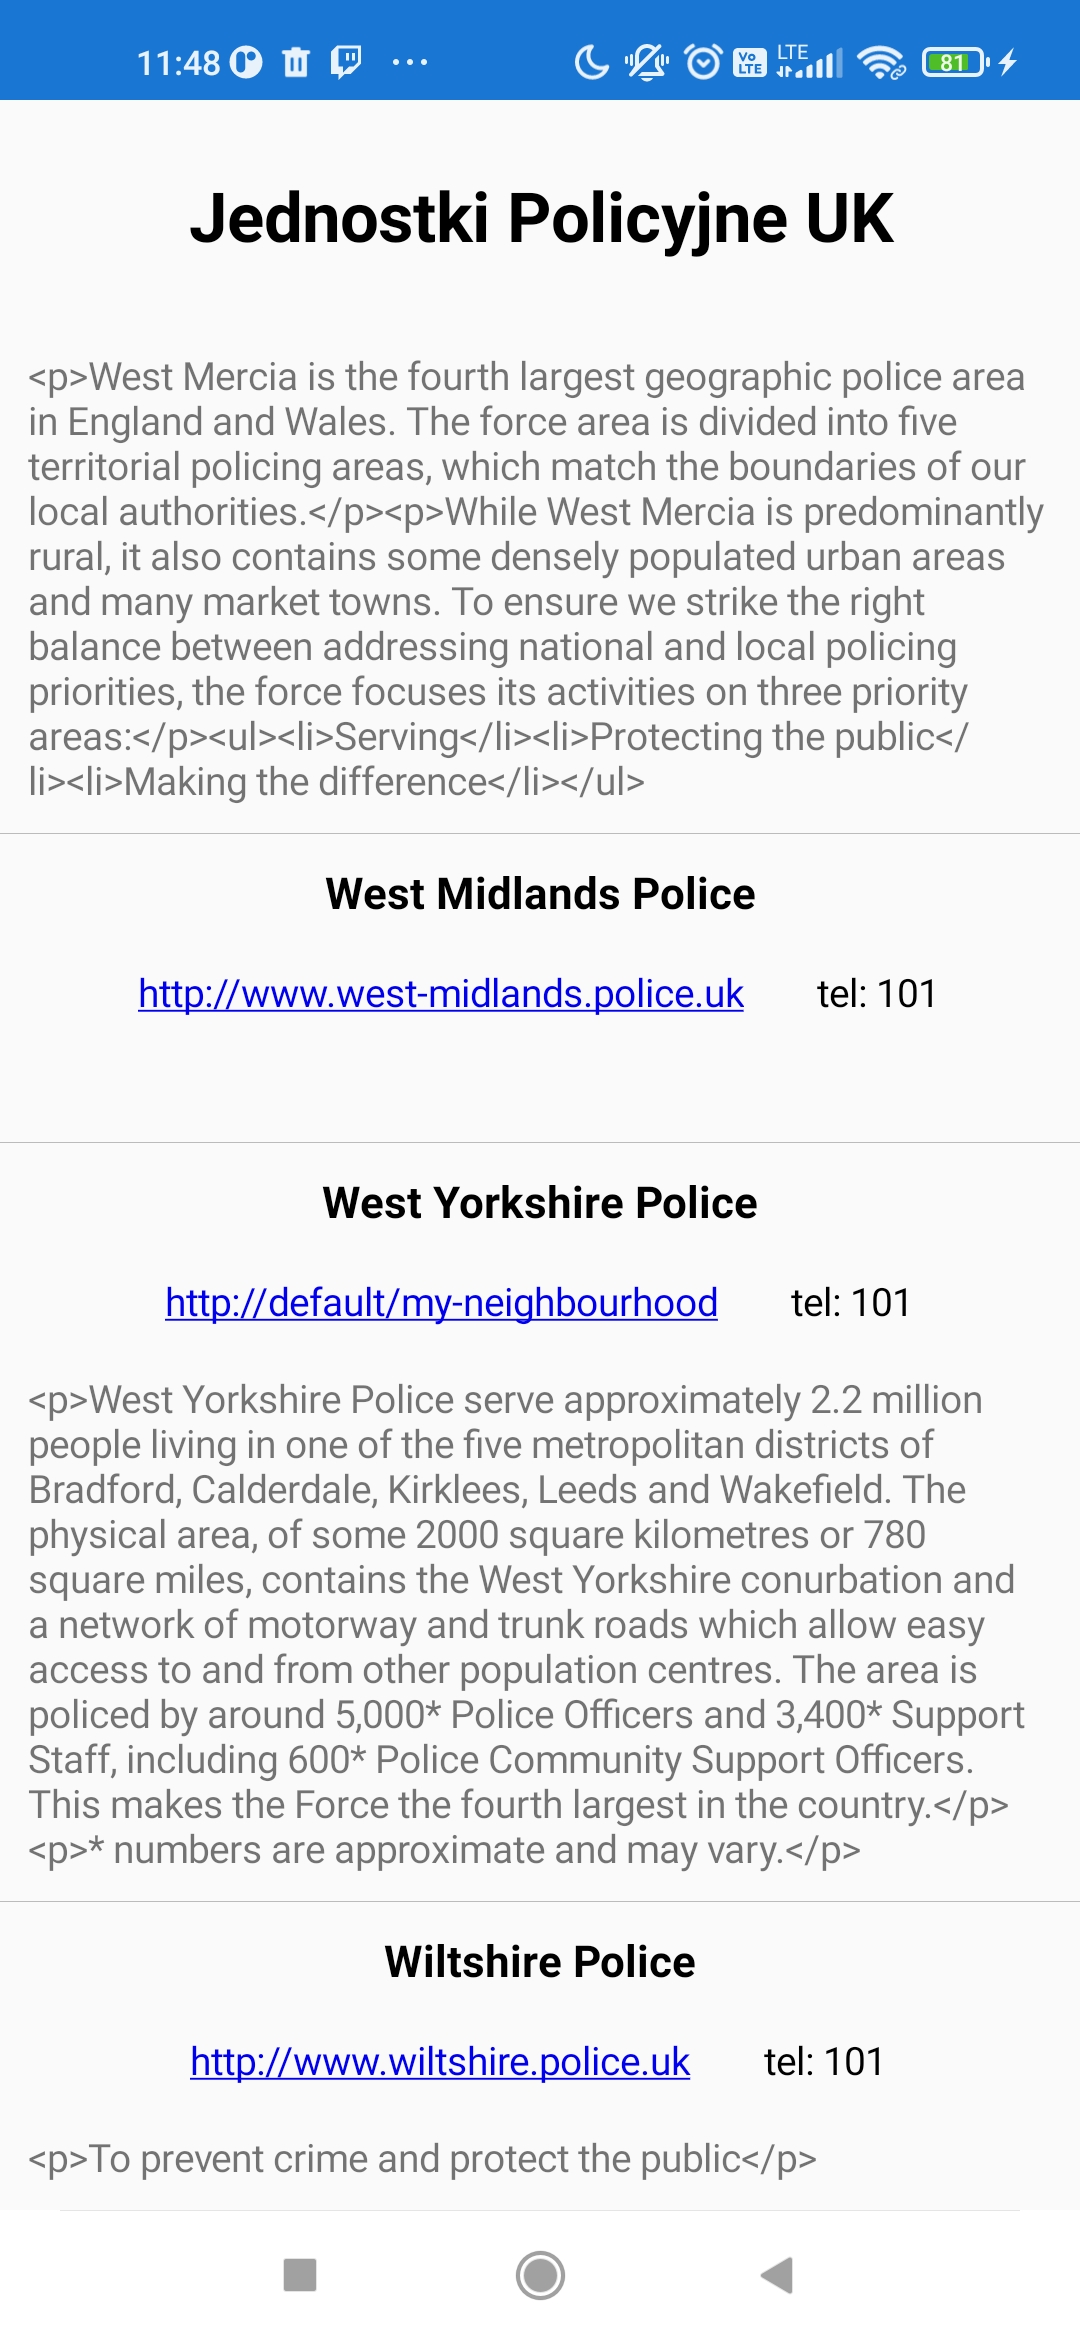 11:48 ... Vo LTE LTE 81
Jednostki Policyjne UK
<p>West Mercia is the fourth largest geographic police area
in England and Wales. The force area is divided into five
territorial policing areas, which match the boundaries of our
local authorities.</p><p>While West Mercia is predominantly
rural, it also contains some densely populated urban areas
and many market towns. To ensure we strike the right
balance between addressing national and local policing
priorities, the force focuses its activities on three priority
areas:</p><ul><li>Serving</li><li>Protecting the public</
li><li>Making the difference</li></ul>
West Midlands Police
http://www.west-midlands.police.uk tel: 101
West Yorkshire Police
http://default/my-neighbourhood tel: 101
<p>West Yorkshire Police serve approximately 2.2 million
people living in one of the five metropolitan districts of
Bradford, Calderdale, Kirklees, Leeds and Wakefield. The
physical area, of some 2000 square kilometres or 780
square miles, contains the West Yorkshire conurbation and
a network of motorway and trunk roads which allow easy
access to and from other population centres. The area is
policed by around 5,000* Police Officers and 3,400* Support
Staff, including 600* Police Community Support Officers.
This makes the Force the fourth largest in the country.</p>
<p>* numbers are approximate and may vary.</p>
Wiltshire Police
http://www.wiltshire.police.uk tel: 101
<p>To prevent crime and protect the public</p>